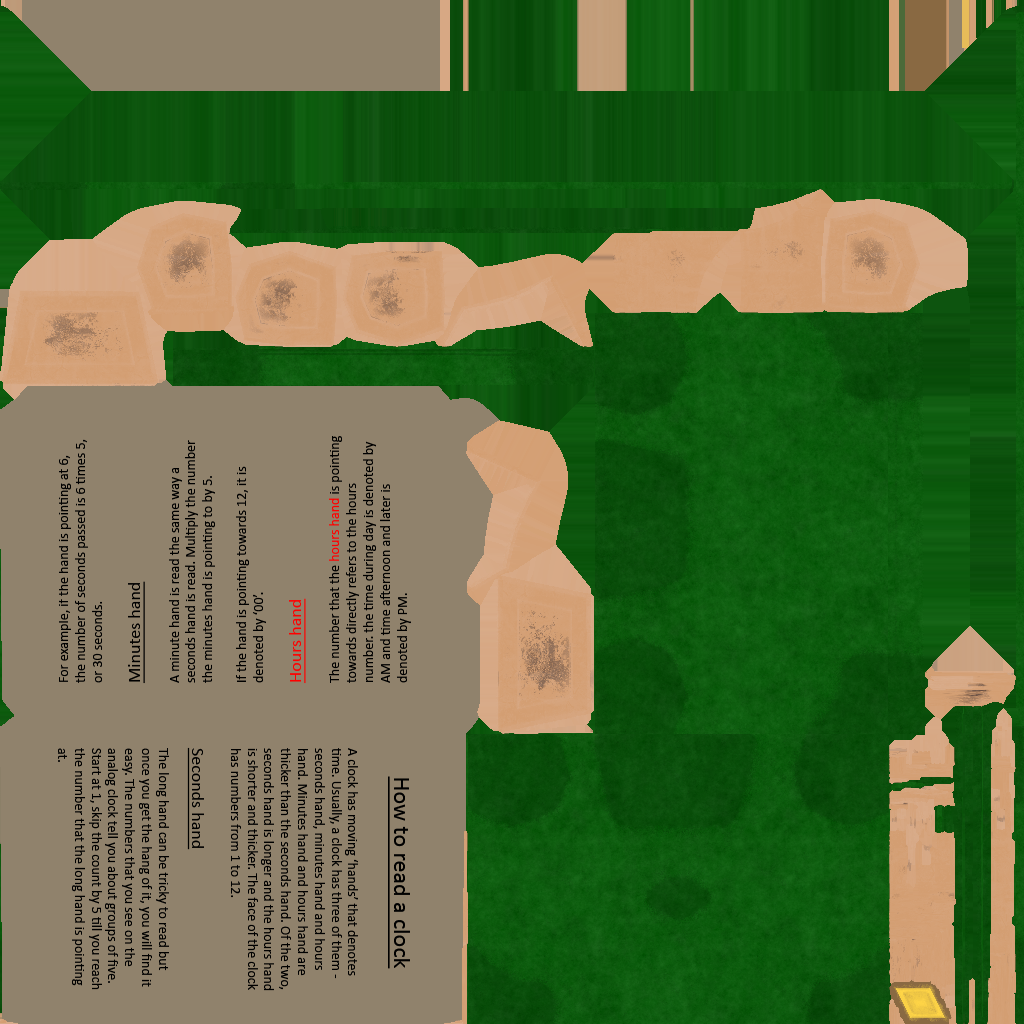 How to read a clock
A clock has moving ‘hands’ that denotes
time. Usually, a clock has three of them -
seconds hand, minutes hand and hours
hand. Minutes hand and hours hand are
thicker than the seconds hand. Of the two,
seconds hand is longer and the hours hand
is shorter and thicker. The face of the clock
has numbers from 1 to 12.
Seconds hand
The long hand can be tricky to read but
once you get the hang of it, you will find it
easy. The numbers that you see on the
analog clock tell you about groups of five.
Start at 1, skip the count by 5 till you reach
the number that the long hand is pointing
at.
For example, if the hand is pointing at 6,
the number of seconds passed is 6 times 5,
or 30 seconds.
Minutes hand
A minute hand is read the same way a
seconds hand is read. Multiply the number
the minutes hand is pointing to by 5.
If the hand is pointing towards 12, it is
denoted by ‘00’.
Hours hand
The number that the hours hand is pointing
towards directly refers to the hours
number. the time during day is denoted by
AM and time afternoon and later is
denoted by PM.